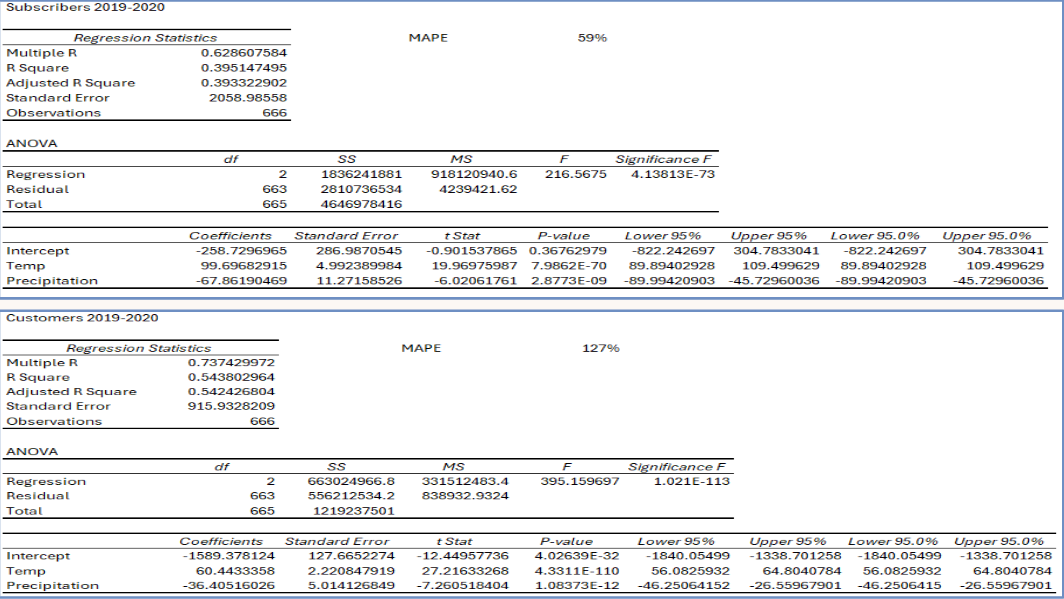 Subscribers 2019-2020
Regression Statistics MAPE 59%
Multiple R 0.628607584
R Square 0.395147495
Adjusted R Square 0.393322902
Standard Error 2058.98558
Observations 666
ANOVA
df SS MS F Significance F
Regression 2 1836241881 918120940.6 216.5675 4.13813E-73
Residual 663 2810736534 4239421.62
Total 665 4646978416
Coefficients Standard Error t Stat P-value Lower 95% Upper 95% Lower 95.0% Upper 95.0%
Intercept -258.7296965 286.9870545 -0.901537865 0.36762979 -822.242697 304.7833041 -822.242697 304.7833041
Temp 99.69682915 4.992389984 19.96975987 7.9862E-70 89.89402928 109.499629 89.89402928 109.499629
Precipitation -67.86190469 11.27158526 -6.02061761 2.8773E-09 -89.99420903 -45.72960036 -89.99420903 -45.72960036
Customers 2019-2020
Regression Statistics MAPE 127%
Multiple R 0.737429972
R Square 0.543802964
Adjusted R Square 0.542426804
Standard Error 915.9328209
Observations 666
ANOVA
df SS MS F Significance F
Regression 2 663024966.8 331512483.4 395.159697 1.021E-113
Residual 663 556212534.2 838932.9324
Total 665 1219237501
Coefficients Standard Error t Stat P-value Lower 95% Upper 95% Lower 95.0% Upper 95.0%
Intercept -1589.378124 127.6652274 -12.44957736 4.02639E-32 -1840.05499 -1338.701258 -1840.05499 -1338.701258
Temp 60.4433358 2.220847919 27.21633268 4.3311E-110 56.0825932 64.8040784 56.0825932 64.8040784
Precipitation -36.40516026 5.014126849 -7.260518404 1.08373E-12 -46.25064152 -26.55967901 -46.2506415 -26.55967901